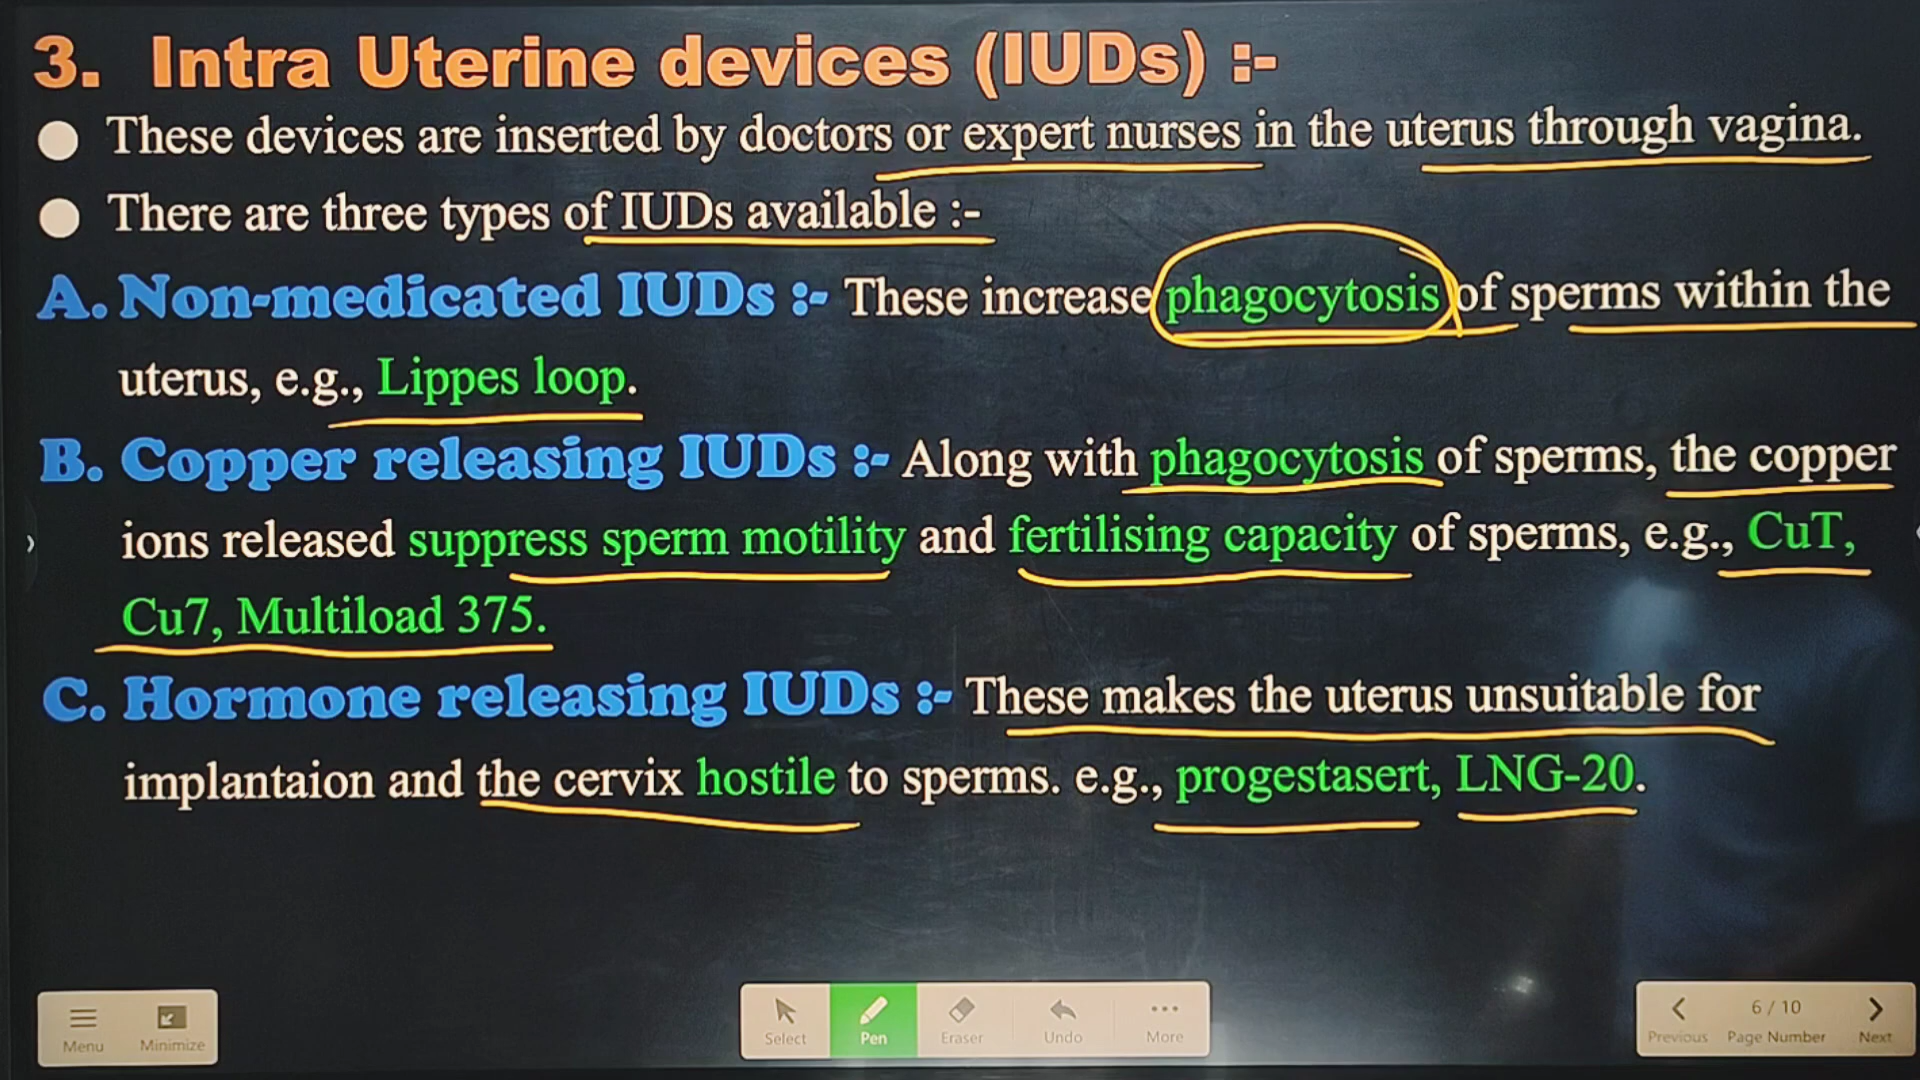 3. Intra Uterine devices (IUDs) :-
These devices are inserted by doctors or expert nurses in the uterus through vagina.
There are three types of IUDs available :-
A. Non-medicated IUDs :- These increase phagocytosis of sperms within the
uterus, e.g., Lippes loop.
B. Copper releasing IUDs :- Along with phagocytosis of sperms, the copper
ions released suppress sperm motility and fertilising capacity of sperms, e.g., CuT,
Cu7, Multiload 375.
C. Hormone releasing IUDs :- These makes the uterus unsuitable for
implantaion and the cervix hostile to sperms. e.g., progestasert, LNG-20.
Menu Minimize Select Pen Eraser Undo More Previous 6 / 10 Page Number Next